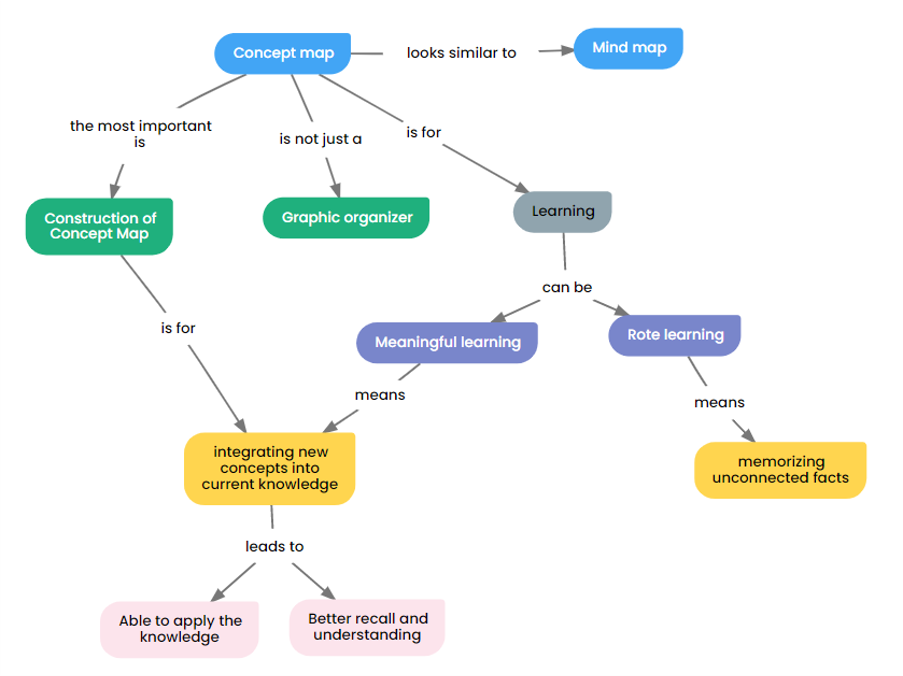 Concept map
looks similar to
Mind map
the most important
is
is not just a
is for
Construction of
Concept Map
Graphic organizer
Learning
can be
is for
Meaningful learning
Rote learning
means
means
integrating new
concepts into
current knowledge
memorizing
unconnected facts
leads to
Able to apply the
knowledge
Better recall and
understanding